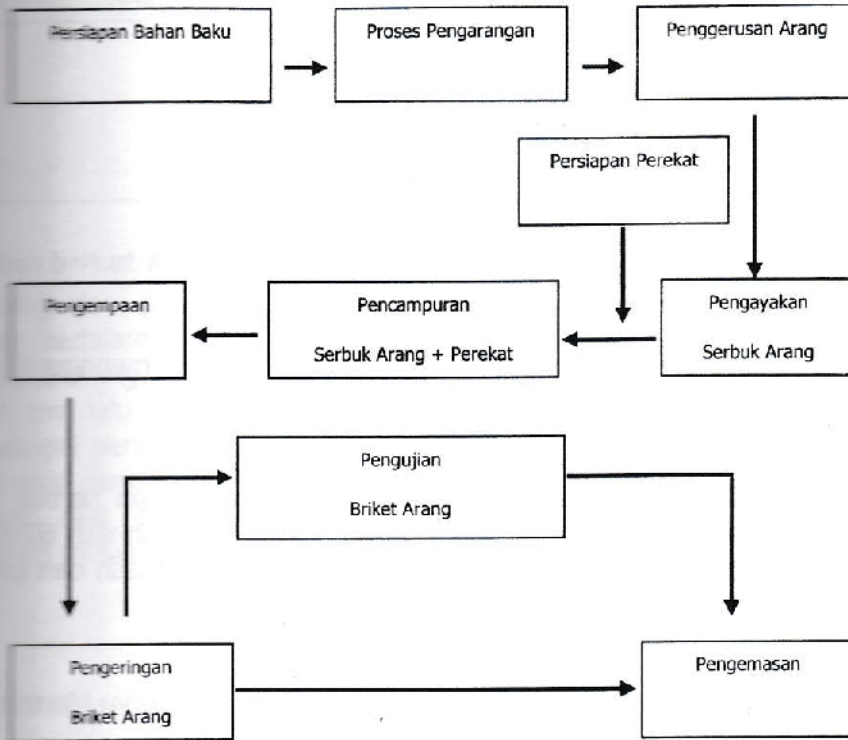 Persiapan Bahan Baku
Proses Pengarangan
Penggerusan Arang
Persiapan Perekat
Pengempaan
Pencampuran
Serbuk Arang + Perekat
Pengayakan
Serbuk Arang
Pengujian
Briket Arang
Pengeringan
Briket Arang
Pengemasan